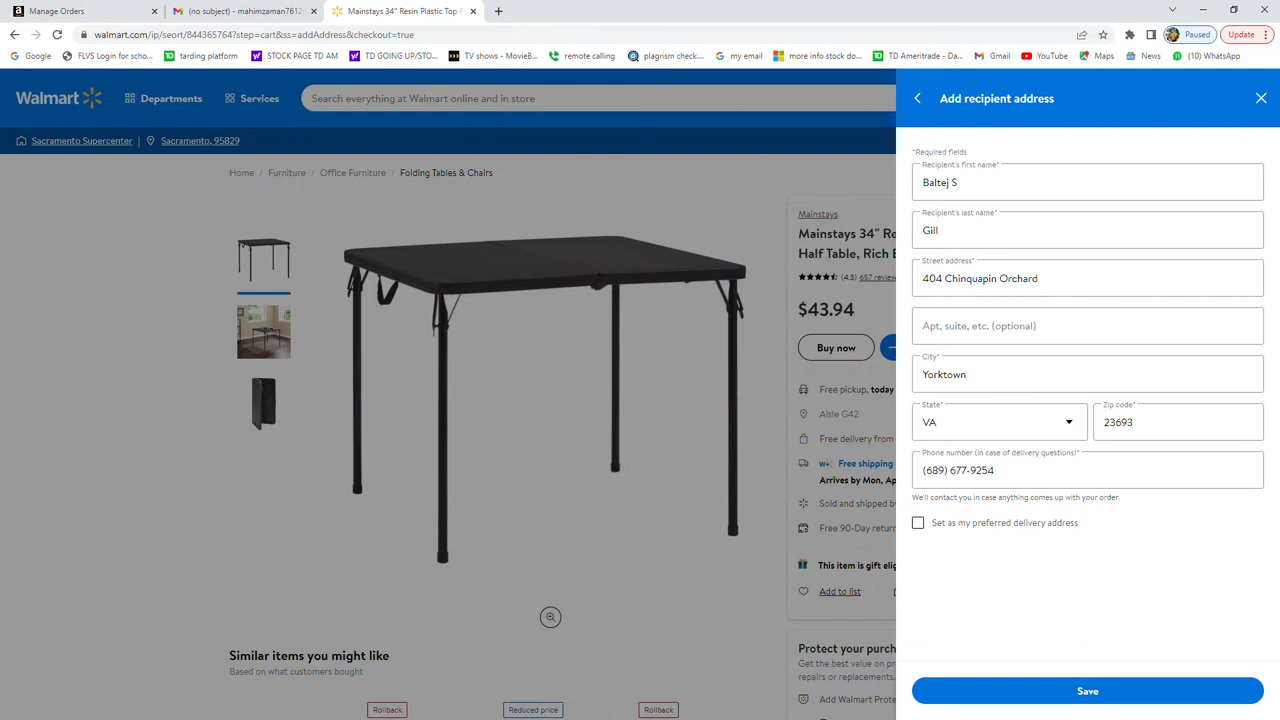 Manage Orders
(no subject) - mahimzaman7612
Mainstays 34" Resin Plastic Top F
walmart.com/ip/seort/844365764?step=cart&ss=addAddress&checkout=true
Paused
Update
Google
FLVS Login for scho...
tarding platform
STOCK PAGE TD AM
TD GOING UP/STO...
TV shows - MovieB...
remote calling
plagrism check....
my email
more info stock do...
TD Ameritrade - Da...
Gmail
YouTube
Maps
News
(10) WhatsApp
Walmart
Departments
Services
Search everything at Walmart online and in store
Sacramento Supercenter
Sacramento, 95829
Home
Furniture
Office Furniture
Folding Tables & Chairs
Mainstays
Mainstays 34" Re
Half Table, Rich B
(4.3) 657 review
$43.94
Buy now
Free pickup, today
Aisle G42
Free delivery from
W+ Free shipping
Arrives by Mon, Ap
Sold and shipped by
Free 90-Day return
This item is gift elig
Add to list
Similar items you might like
Based on what customers bought
Rollback
Reduced price
Rollback
Protect your purch
Get the best value on pr
repairs or replacements.
Add Walmart Prote
Add recipient address
*Required fields
Recipient's first name*
Baltej S
Recipient's last name*
Gill
Street address*
404 Chinquapin Orchard
Apt, suite, etc. (optional)
City*
Yorktown
State*
VA
Zip code*
23693
Phone number (in case of delivery questions)*
(689) 677-9254
We'll contact you in case anything comes up with your order.
Set as my preferred delivery address
Save